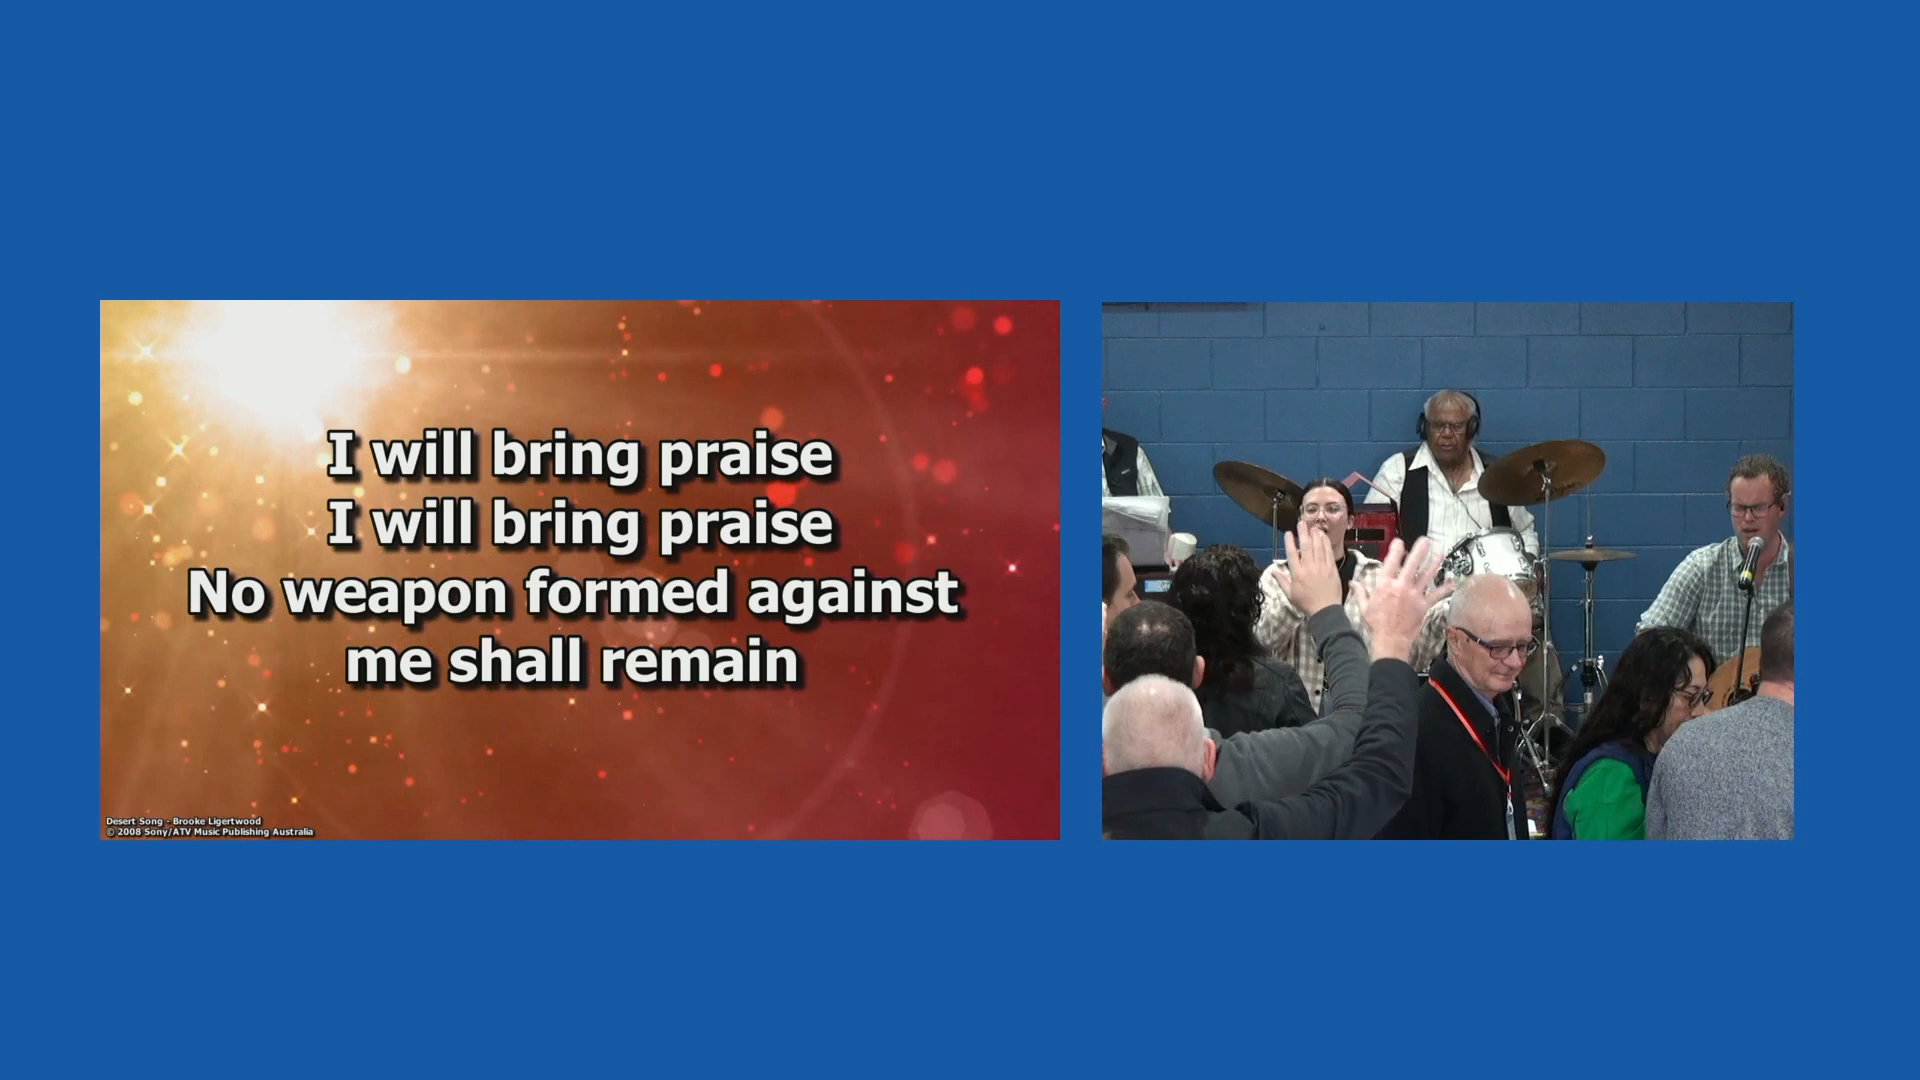 I will bring praise
I will bring praise
No weapon formed against
me shall remain
Desert Song - Brooke Ligertwood
© 2008 Sony/ATV Music Publishing Australia